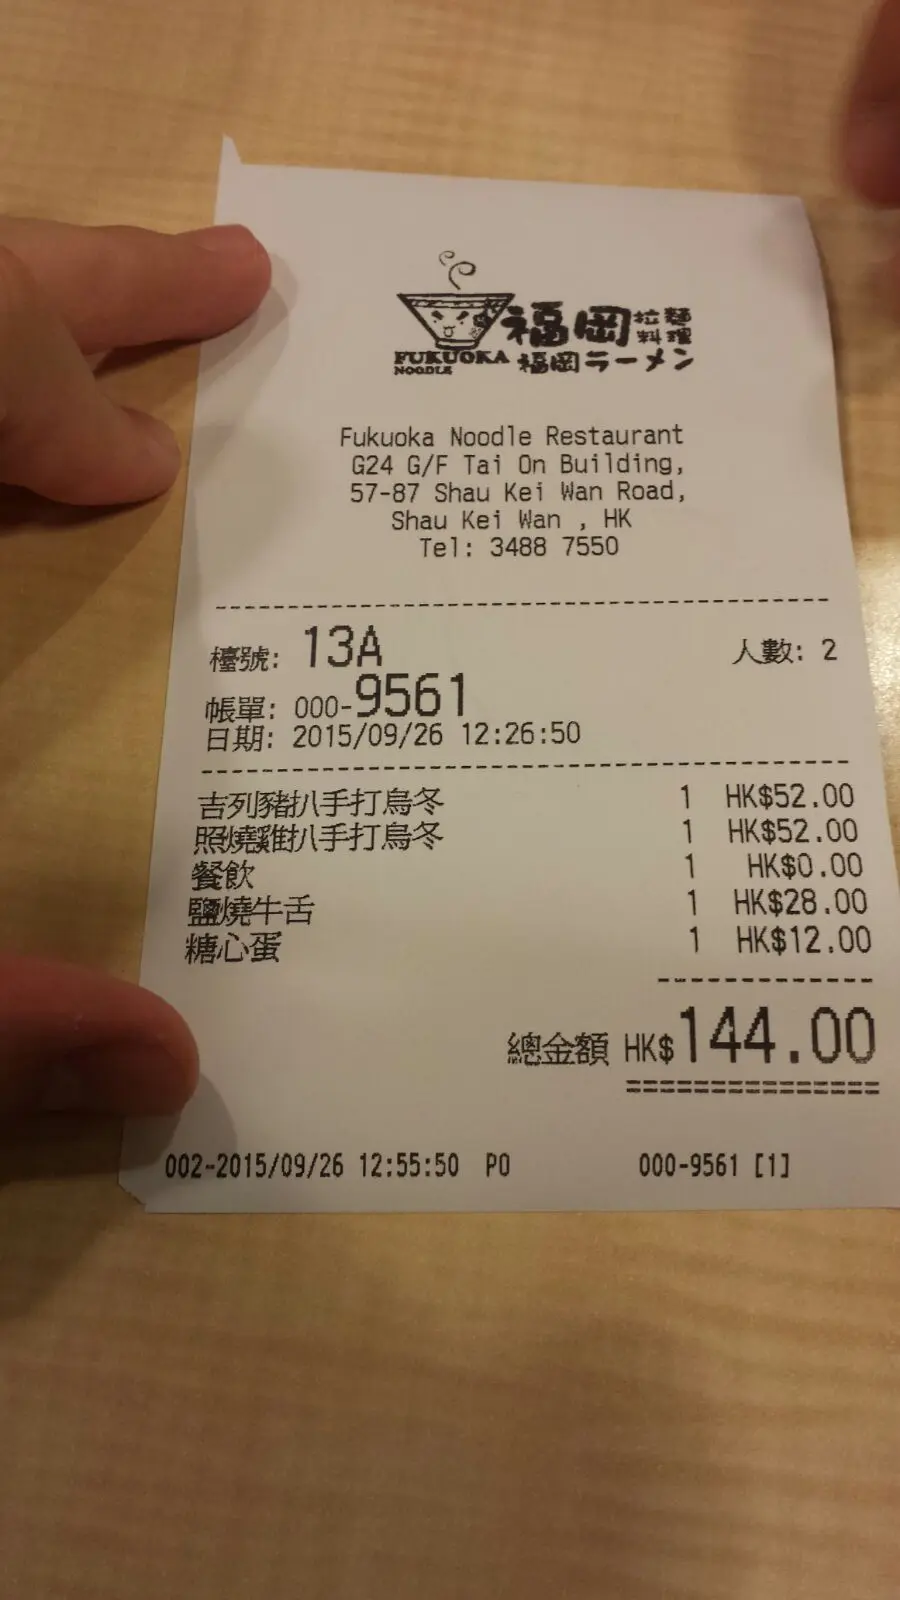 福岡 拉麵料理
FUKUOKA NOODLE 福岡ラーメン
Fukuoka Noodle Restaurant
G24 G/F Tai On Building,
57-87 Shau Kei Wan Road,
Shau Kei Wan , HK
Tel: 3488 7550
檯號: 13A 人數: 2
帳單: 000-9561
日期: 2015/09/26 12:26:50
吉列豬扒手打烏冬 1 HK$52.00
照燒雞扒手打烏冬 1 HK$52.00
餐飲 1 HK$0.00
鹽燒牛舌 1 HK$28.00
糖心蛋 1 HK$12.00
總金額 HK$144.00
002-2015/09/26 12:55:50 PO 000-9561 [1]